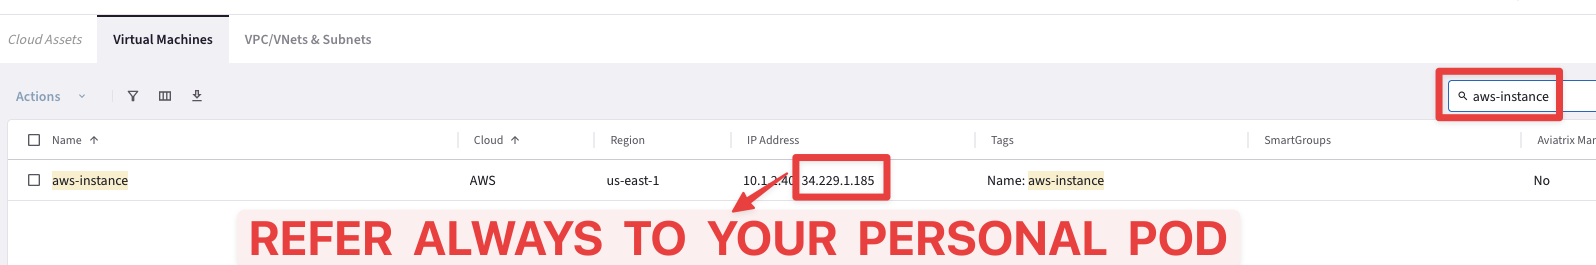 Cloud Assets Virtual Machines VPC/VNets & Subnets
Actions aws-instance
Name Cloud Region IP Address Tags SmartGroups Aviatrix Mar
aws-instance AWS us-east-1 10.1.2.40 34.229.1.185 Name: aws-instance No
REFER ALWAYS TO YOUR PERSONAL POD